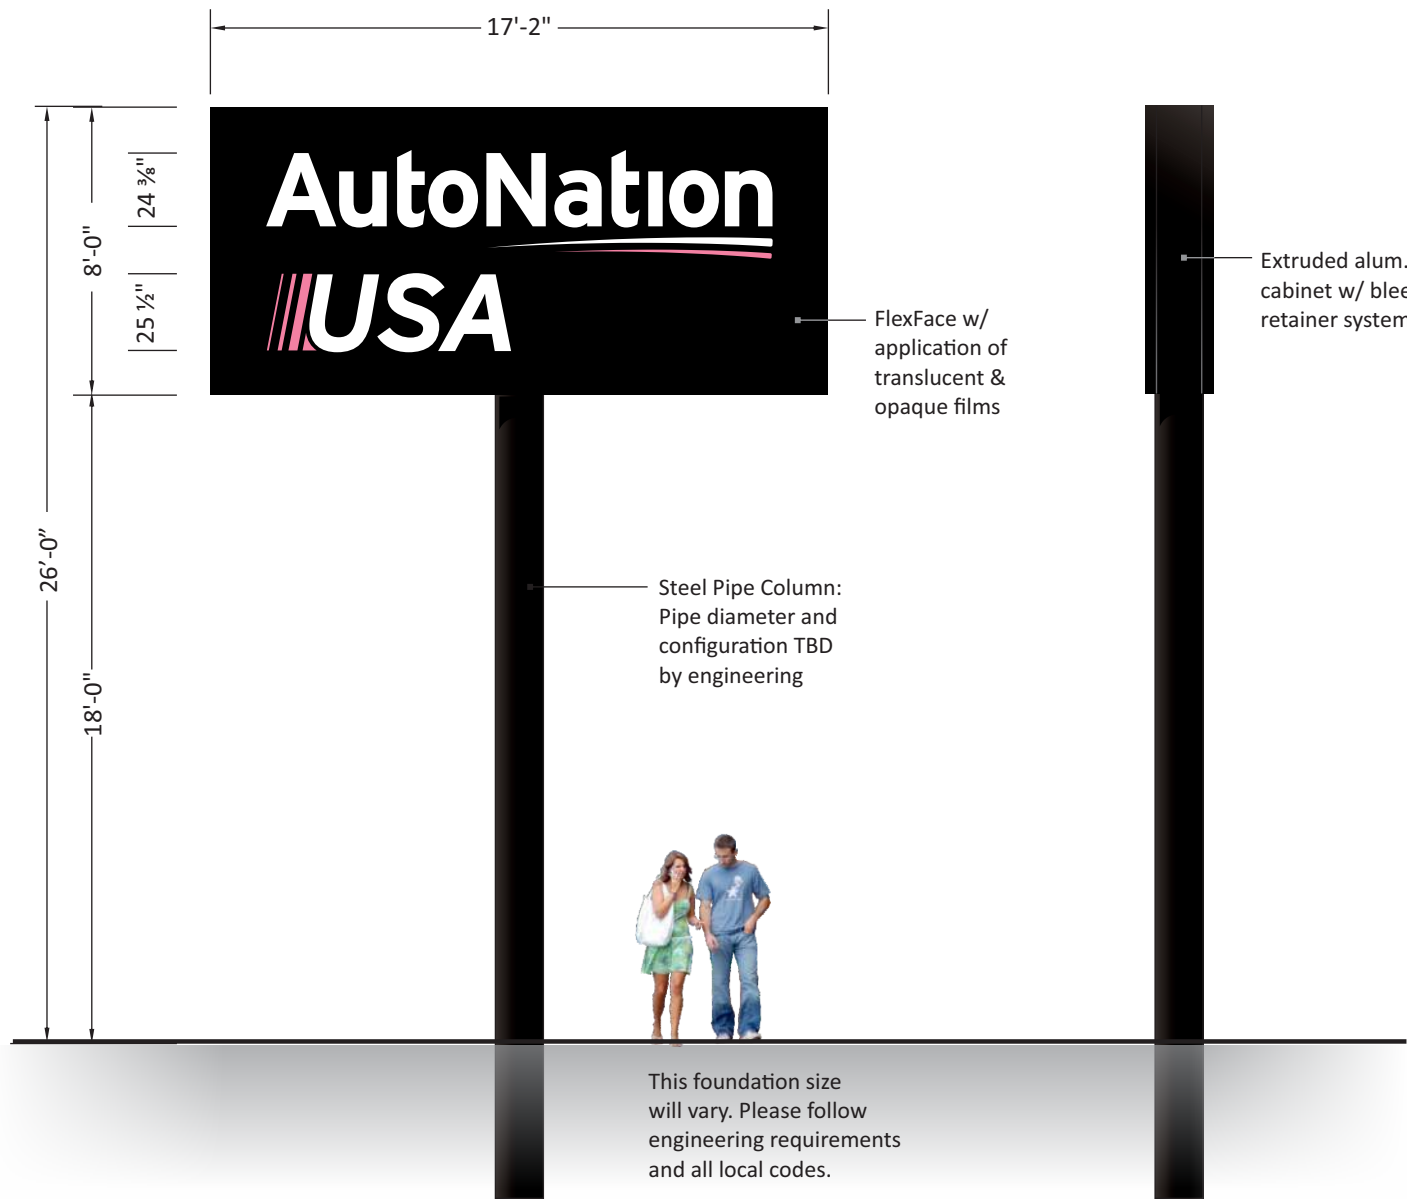 17'-2"
24 ⅜"
8'-0"
25 ½"
26’-0”
18'-0"
AutoNation
USA
FlexFace w/
application of
translucent &
opaque films
Extruded alum.
cabinet w/
retainer system
Steel Pipe Column:
Pipe diameter and
configuration TBD
by engineering
This foundation size
will vary. Please follow
engineering requirements
and all local codes.